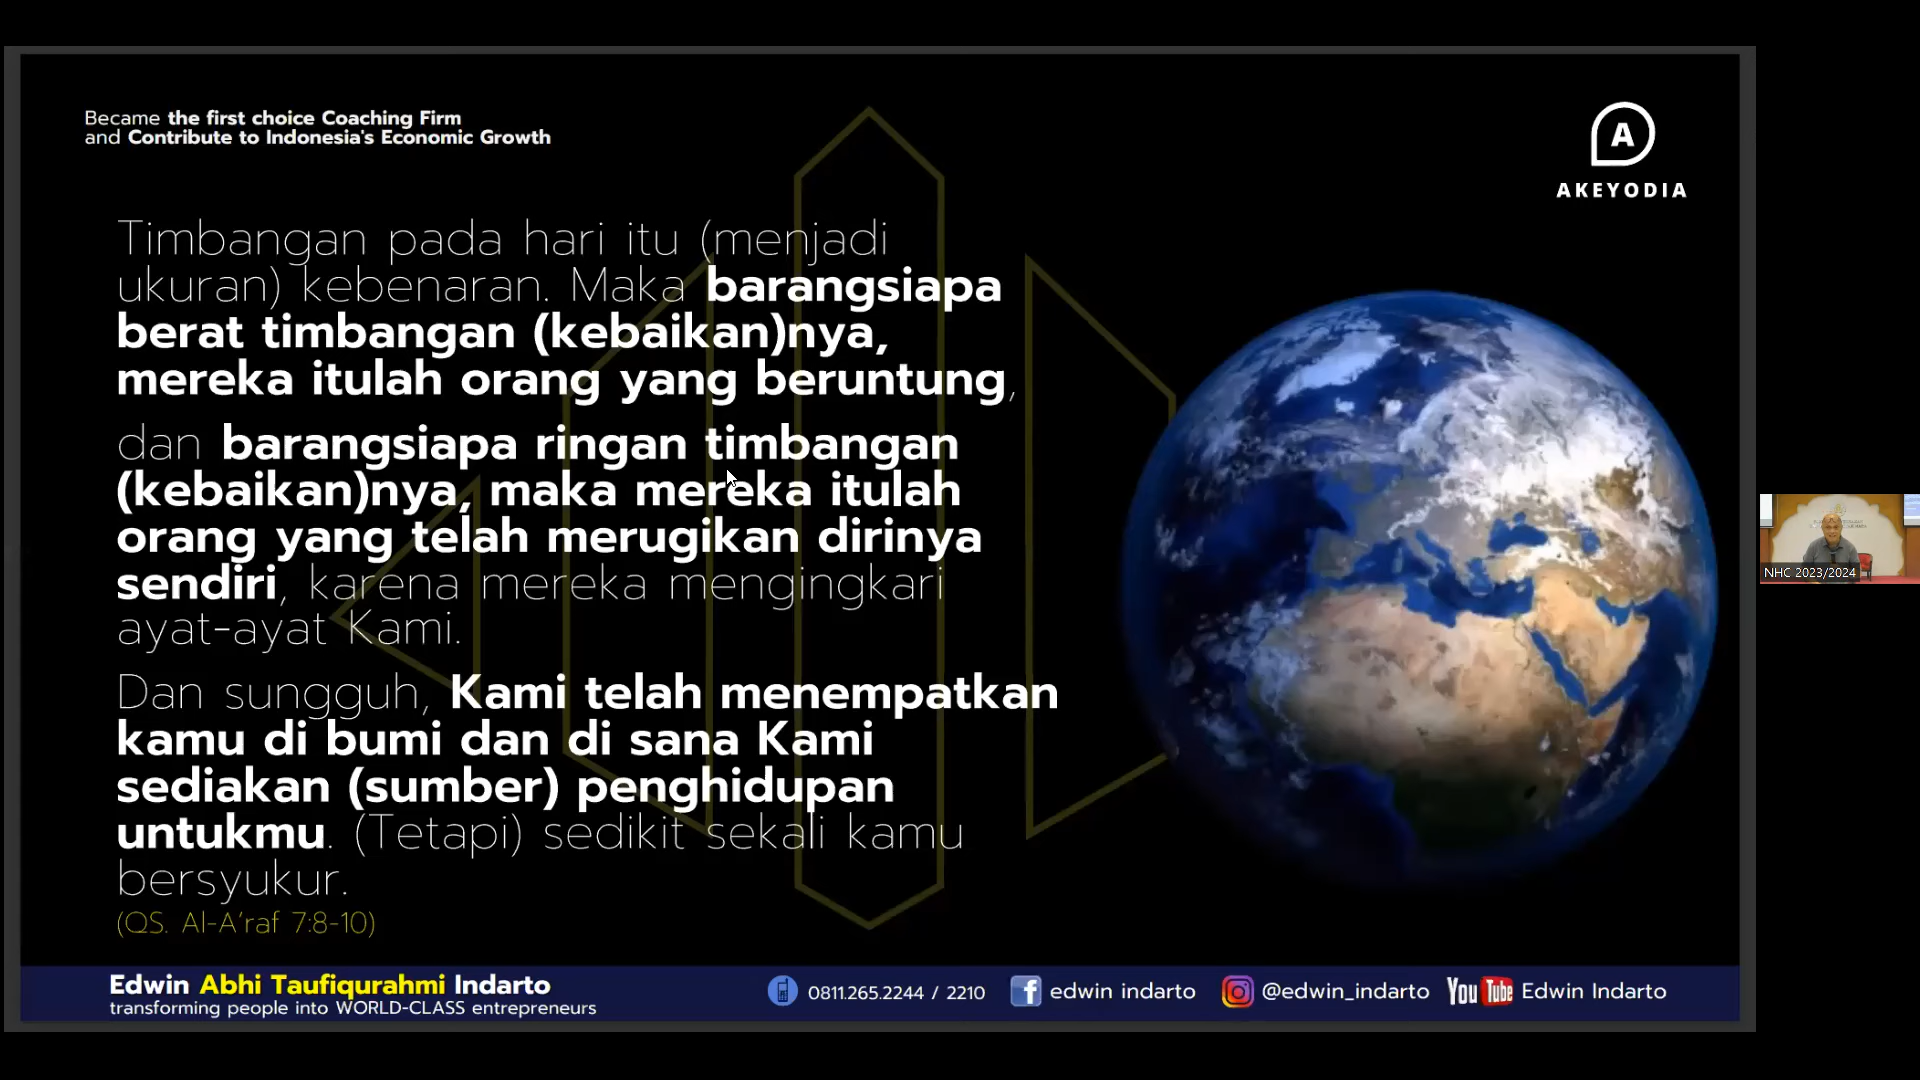 Became the first choice Coaching Firm
and Contribute to Indonesia's Economic Growth
A
AKEYODIA
Timbangan pada hari itu (menjadi
ukuran) kebenaran. Maka barangsiapa
berat timbangan (kebaikan)nya,
mereka itulah orang yang beruntung,
dan barangsiapa ringan timbangan
(kebaikan)nya, maka mereka itulah
orang yang telah merugikan dirinya
sendiri, karena mereka mengingkari
ayat-ayat Kami.
Dan sungguh, Kami telah menempatkan
kamu di bumi dan di sana Kami
sediakan (sumber) penghidupan
untukmu. (Tetapi) sedikit sekali kamu
bersyukur.
(QS. Al-A'raf 7:8-10)
NHC 2023/2024
Edwin Abhi Taufiqurahmi Indarto
transforming people into WORLD-CLASS entrepreneurs
0811.265.2244 / 2210
f edwin indarto
@edwin_indarto
YouTube Edwin Indarto